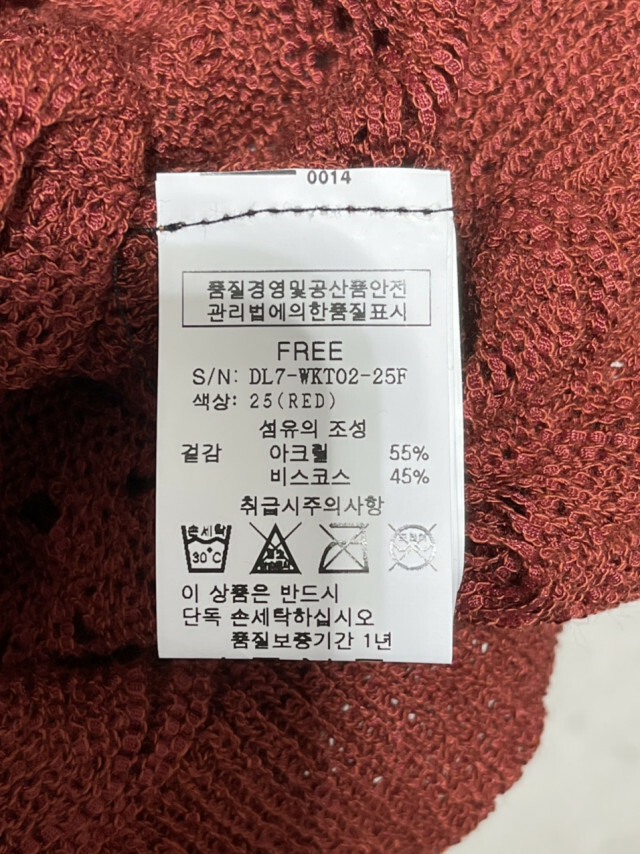 0014
품질경영및공산품안전
관리법에의한품질표시
FREE
S/N: DL7-WKT02-25F
색상: 25(RED)
섬유의 조성
겉감 아크릴 55%
비스코스 45%
취급시주의사항
손세탁
30°C
이 상품은 반드시
단독 손세탁하십시오
품질보증기간 1년